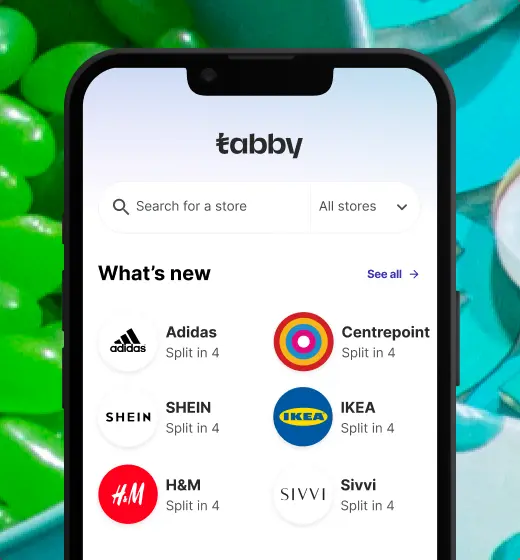 tabby
Search for a store
All stores
What's new
See all →
adidas
Adidas
Split in 4
Centrepoint
Split in 4
SHEIN
SHEIN
Split in 4
IKEA
IKEA
Split in 4
H&M
H&M
Split in 4
SIVVI
Sivvi
Split in 4